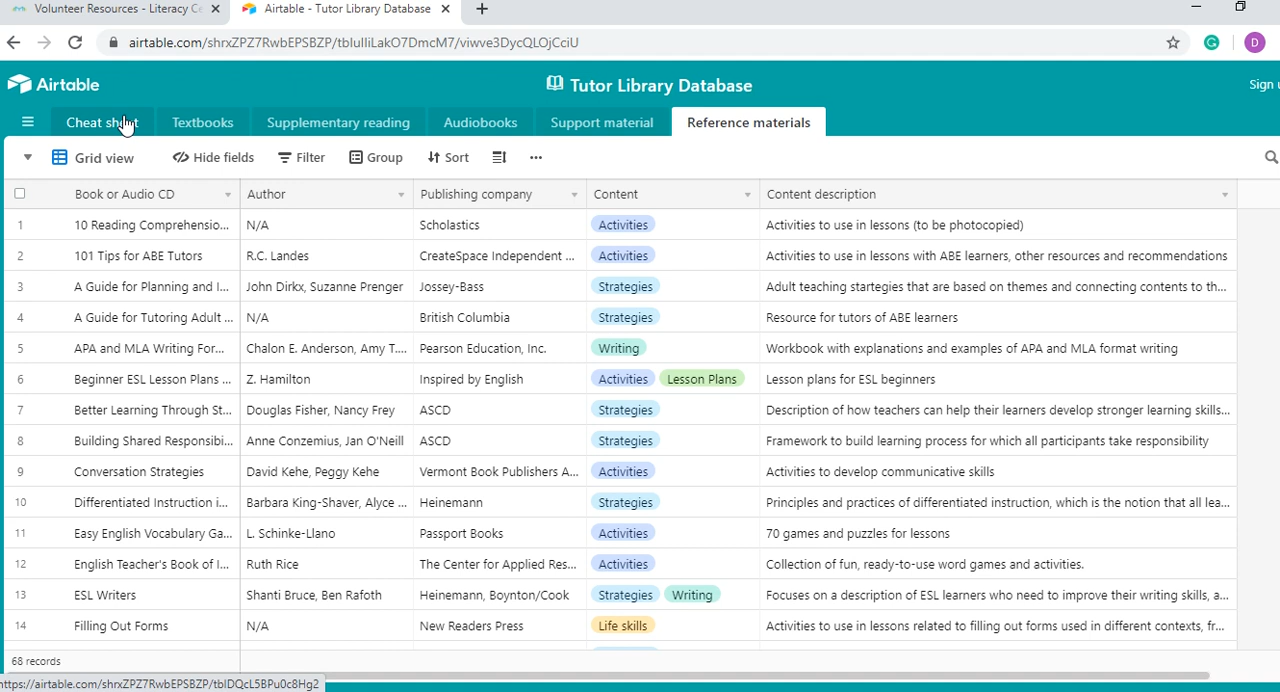 Volunteer Resources - Literacy Ce
Airtable - Tutor Library Database
airtable.com/shrxZPZ7RwbEPSBZP/tblulliLakO7DmcM7/viwve3DycQLOjCciU
D
Airtable
Tutor Library Database
Sign u
Cheat sheet Textbooks Supplementary reading Audiobooks Support material Reference materials
Grid view Hide fields Filter Group Sort
Book or Audio CD Author Publishing company Content Content description
1 10 Reading Comprehensio... N/A Scholastics Activities Activities to use in lessons (to be photocopied)
2 101 Tips for ABE Tutors R.C. Landes CreateSpace Independent ... Activities Activities to use in lessons with ABE learners, other resources and recommendations
3 A Guide for Planning and I... John Dirkx, Suzanne Prenger Jossey-Bass Strategies Adult teaching startegies that are based on themes and connecting contents to th...
4 A Guide for Tutoring Adult ... N/A British Columbia Strategies Resource for tutors of ABE learners
5 APA and MLA Writing For... Chalon E. Anderson, Amy T.... Pearson Education, Inc. Writing Workbook with explanations and examples of APA and MLA format writing
6 Beginner ESL Lesson Plans ... Z. Hamilton Inspired by English Activities Lesson Plans Lesson plans for ESL beginners
7 Better Learning Through St... Douglas Fisher, Nancy Frey ASCD Strategies Description of how teachers can help their learners develop stronger learning skills...
8 Building Shared Responsibi... Anne Conzemius, Jan O'Neill ASCD Strategies Framework to build learning process for which all participants take responsibility
9 Conversation Strategies David Kehe, Peggy Kehe Vermont Book Publishers A... Activities Activities to develop communicative skills
10 Differentiated Instruction i... Barbara King-Shaver, Alyce ... Heinemann Strategies Principles and practices of differentiated instruction, which is the notion that all lea...
11 Easy English Vocabulary Ga... L. Schinke-Llano Passport Books Activities 70 games and puzzles for lessons
12 English Teacher's Book of I... Ruth Rice The Center for Applied Res... Activities Collection of fun, ready-to-use word games and activities.
13 ESL Writers Shanti Bruce, Ben Rafoth Heinemann, Boynton/Cook Strategies Writing Focuses on a description of ESL learners who need to improve their writing skills, a...
14 Filling Out Forms N/A New Readers Press Life skills Activities to use in lessons related to filling out forms used in different contexts, fr...
68 records
https://airtable.com/shrxZPZ7RwbEPSBZP/tblDQcL5BPu0c8Hg2